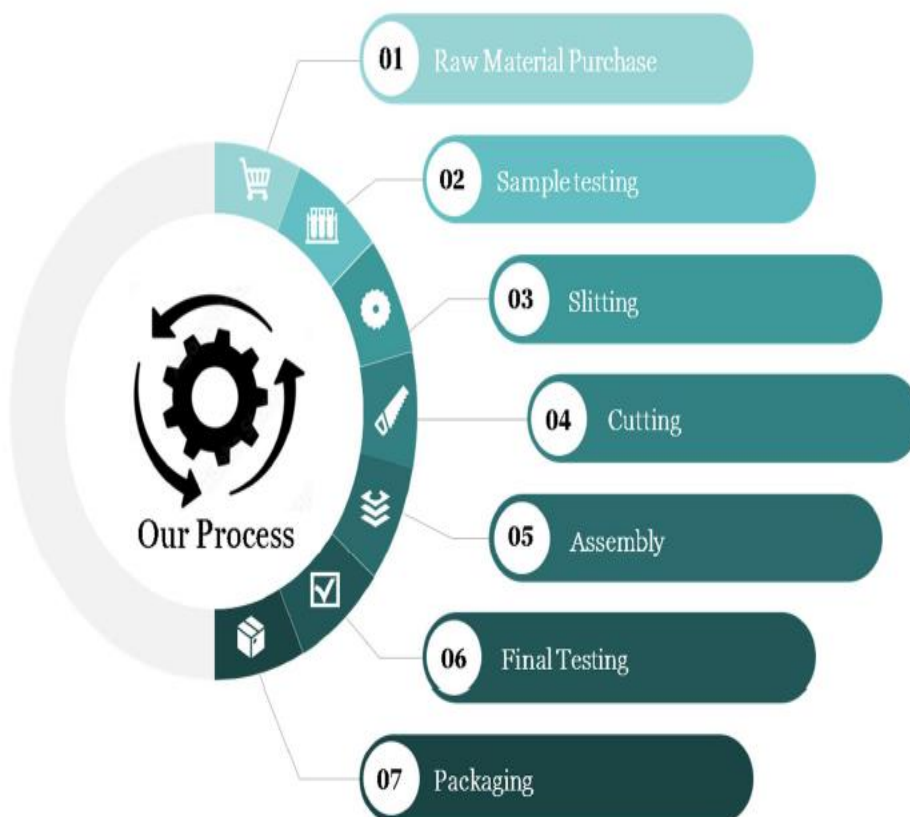 01 Raw Material Purchase
02 Sample testing
03 Slitting
04 Cutting
05 Assembly
Our Process
06 Final Testing
07 Packaging